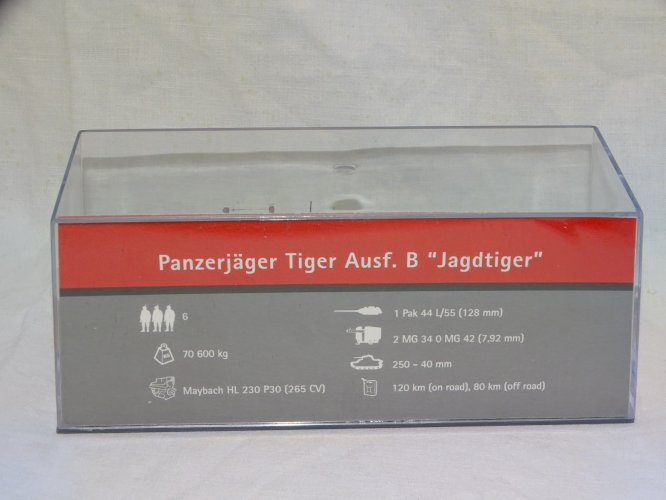 Panzerjäger Tiger Ausf. B "Jagdtiger"
6
70 600 kg
Maybach HL 230 P30 (265 CV)
1 Pak 44 L/55 (128 mm)
2 MG 34 0 MG 42 (7,92 mm)
250 – 40 mm
120 km (on road), 80 km (off road)